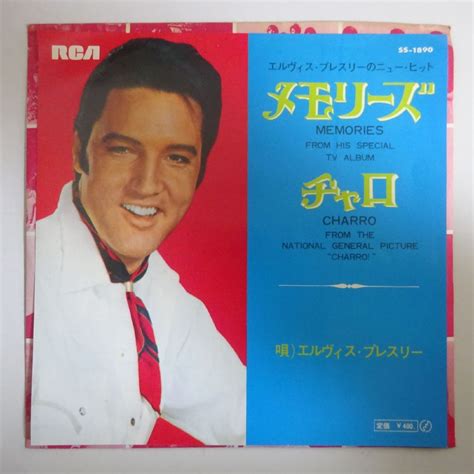 RCA
SS-1890
エルヴィス・プレスリーのニュー・ヒット
メモリーズ
MEMORIES
FROM HIS SPECIAL
TV ALBUM
チャロ
CHARRO
FROM THE
NATIONAL GENERAL PICTURE
"CHARRO!"
唄)エルヴィス・プレスリー
定価 ¥400